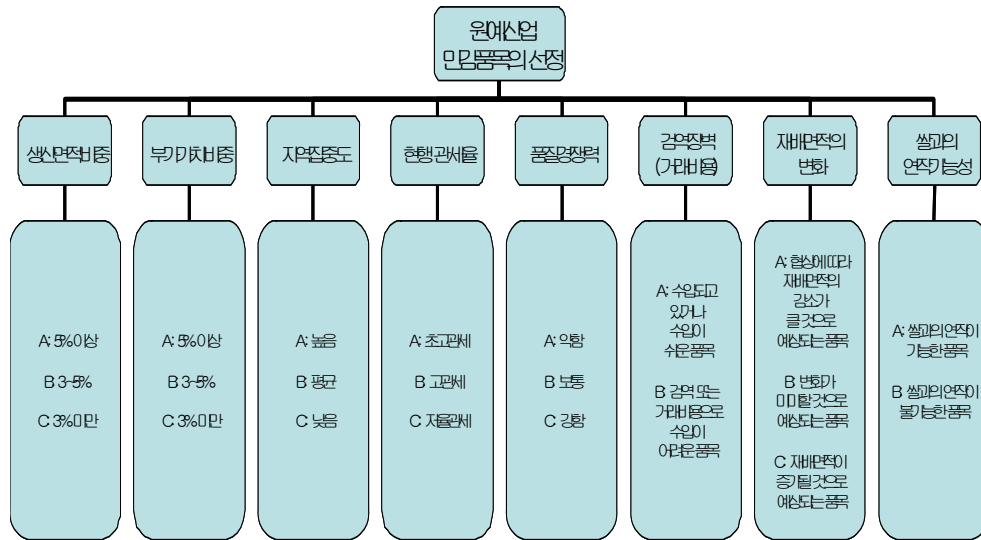 원예산업
민감품목의 선정
생산면적비중
부가가치비중
지역집중도
현행 관세율
품질경쟁력
검역장벽
(거래비용)
재배면적의
변화
쌀과의
연작가능성
A: 5% 이상
B: 3~5%
C: 3% 미만
A: 5% 이상
B: 3~5%
C: 3% 미만
A: 높음
B: 평균
C: 낮음
A: 초고관세
B: 고관세
C: 저율관세
A: 약함
B: 보통
C: 강함
A: 수입되고
있거나
수입이
쉬운 품목
B: 검역 또는
거래비용으로
수입이
어려운 품목
A: 협상에 따라
재배면적의
감소가
클 것으로
예상되는 품목
B: 변화가
미미할 것으로
예상되는 품목
C: 재배면적이
증가될 것으로
예상되는 품목
A: 쌀과의 연작이
가능한 품목
B: 쌀과의 연작이
불가능한 품목